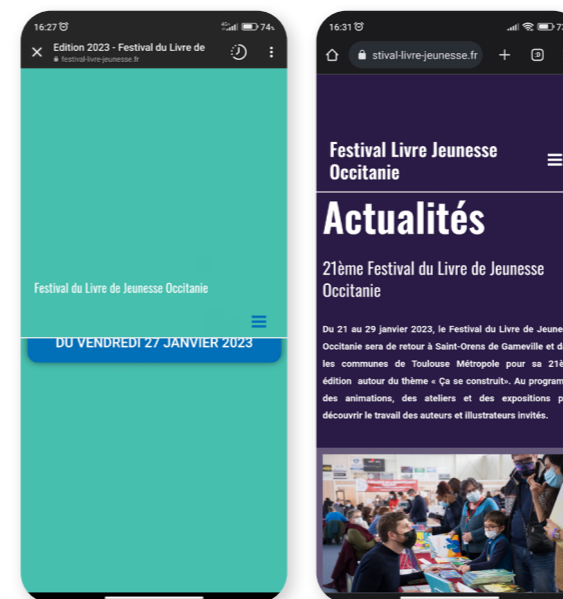 16:27
74
Edition 2023 - Festival du Livre de
festival-livre-jeunesse.fr
Festival du Livre de Jeunesse Occitanie
DU VENDREDI 27 JANVIER 2023
16:31
stival-livre-jeunesse.fr
Festival Livre Jeunesse
Occitanie
Actualités
21ème Festival du Livre de Jeunesse
Occitanie
Du 21 au 29 janvier 2023, le Festival du Livre de Jeune
Occitanie sera de retour à Saint-Orens de Gameville et d
les communes de Toulouse Métropole pour sa 21è
édition autour du thème « Ça se construit». Au program
des animations, des ateliers et des expositions p
découvrir le travail des auteurs et illustrateurs invités.